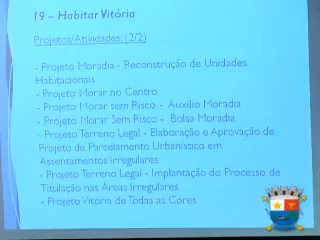 19 – Habitar Vitória
Projetos/Atividades: (2/2)
- Projeto Moradia - Reconstrução de Unidades
Habitacionais
- Projeto Morar no Centro
- Projeto Morar sem Risco - Auxílio Moradia
- Projeto Morar Sem Risco - Bolsa Moradia
- Projeto Terreno Legal - Elaboração e Aprovação de
Projeto de Parcelamento Urbanístico em
Assentamentos Irregulares
- Projeto Terreno Legal - Implantação do Processo de
Titulação nas Áreas Irregulares
- Projeto Vitória de Todas as Cores